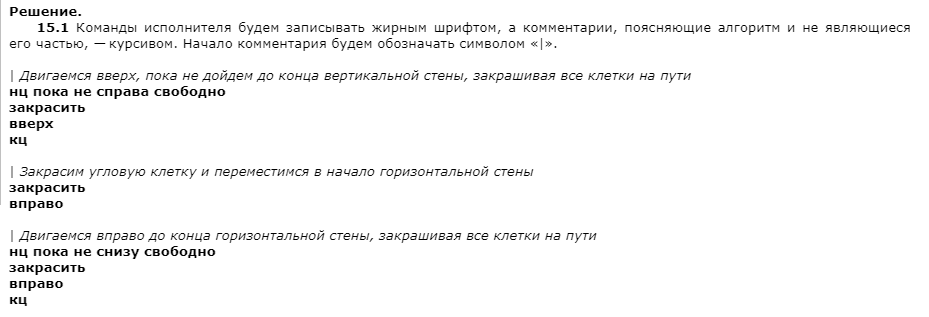 Решение.
15.1 Команды исполнителя будем записывать жирным шрифтом, а комментарии, поясняющие алгоритм и не являющиеся
его частью, — курсивом. Начало комментария будем обозначать символом «|».
| Двигаемся вверх, пока не дойдем до конца вертикальной стены, закрашивая все клетки на пути
нц пока не справа свободно
закрасить
вверх
кц
| Закрасим угловую клетку и переместимся в начало горизонтальной стены
закрасить
вправо
| Двигаемся вправо до конца горизонтальной стены, закрашивая все клетки на пути
нц пока не снизу свободно
закрасить
вправо
кц